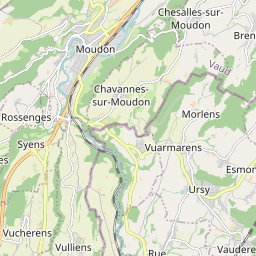 Chesalles-sur-
Moudon
Moudon
Bren
Vaud
Chavannes-
sur-Moudon
Rossenges
Morlens
Syens
Vuarmarens
Esmon
Ursy
Vucherens
Vulliens
Rue
Vaudere